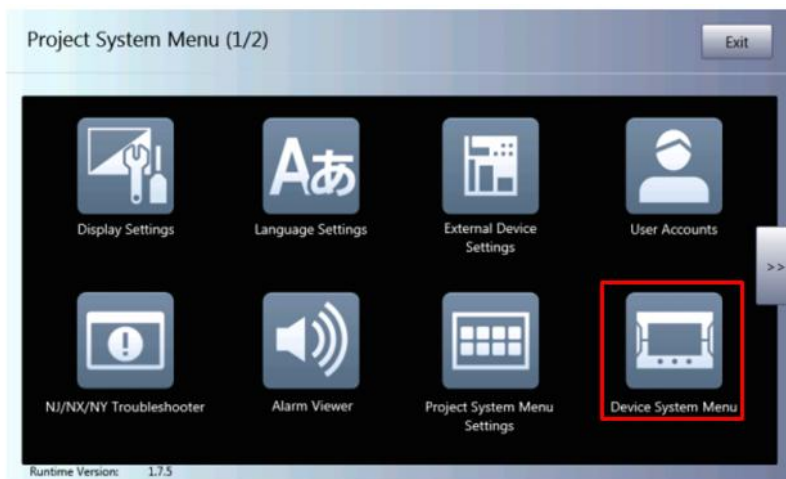 Project System Menu (1/2)
Exit
Aあ
Display Settings
Language Settings
External Device
Settings
User Accounts
>>
NJ/NX/NY Troubleshooter
Alarm Viewer
Project System Menu
Settings
Device System Menu
Runtime Version: 1.7.5